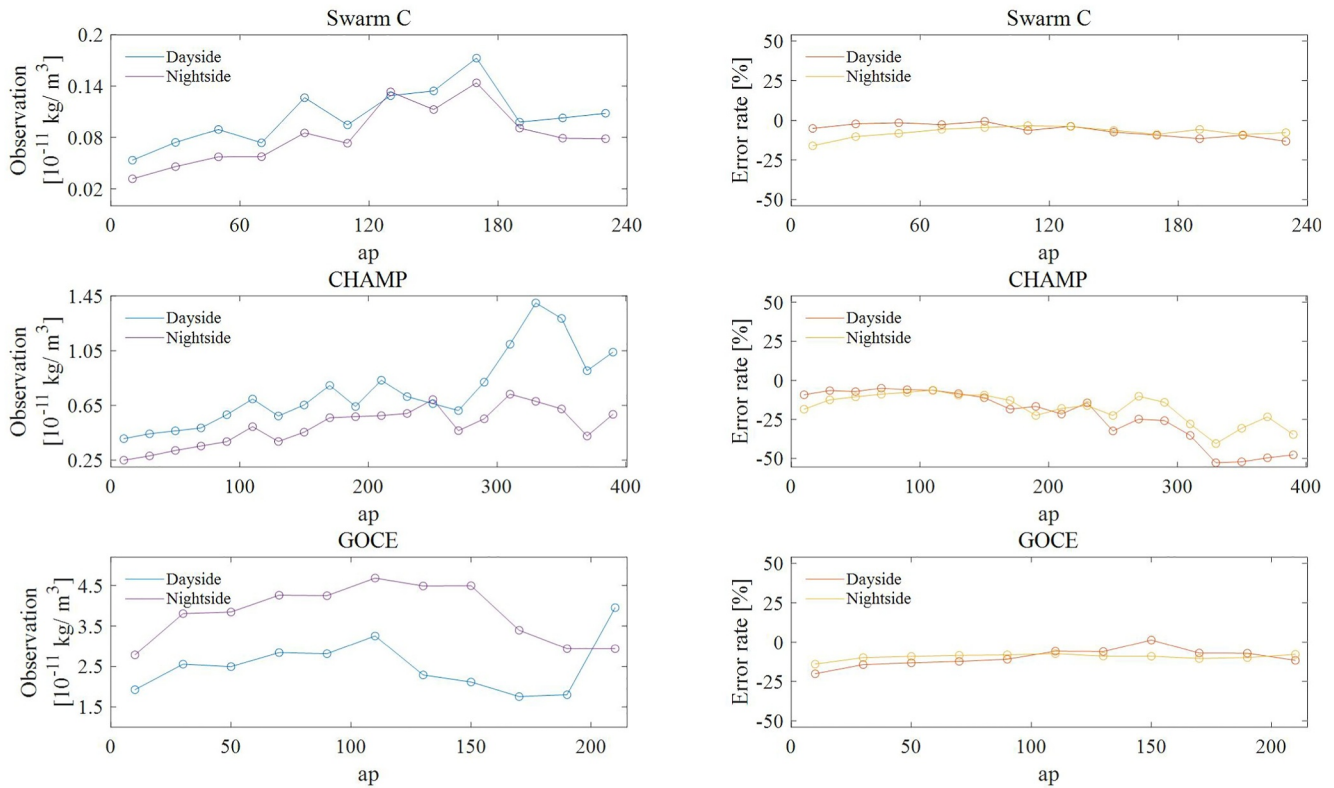 Swarm C
Observation
[10⁻¹¹ kg/ m³]
0.2
0.14
0.08
0.02
Dayside
Nightside
0 60 120 180 240
ap
Swarm C
Error rate [%]
50
25
0
-25
-50
Dayside
Nightside
0 60 120 180 240
ap
CHAMP
Observation
[10⁻¹¹ kg/ m³]
1.45
1.05
0.65
0.25
Dayside
Nightside
0 100 200 300 400
ap
CHAMP
Error rate [%]
50
25
0
-25
-50
Dayside
Nightside
0 100 200 300 400
ap
GOCE
Observation
[10⁻¹¹ kg/ m³]
4.5
3.5
2.5
1.5
Dayside
Nightside
0 50 100 150 200
ap
GOCE
Error rate [%]
50
25
0
-25
-50
Dayside
Nightside
0 50 100 150 200
ap